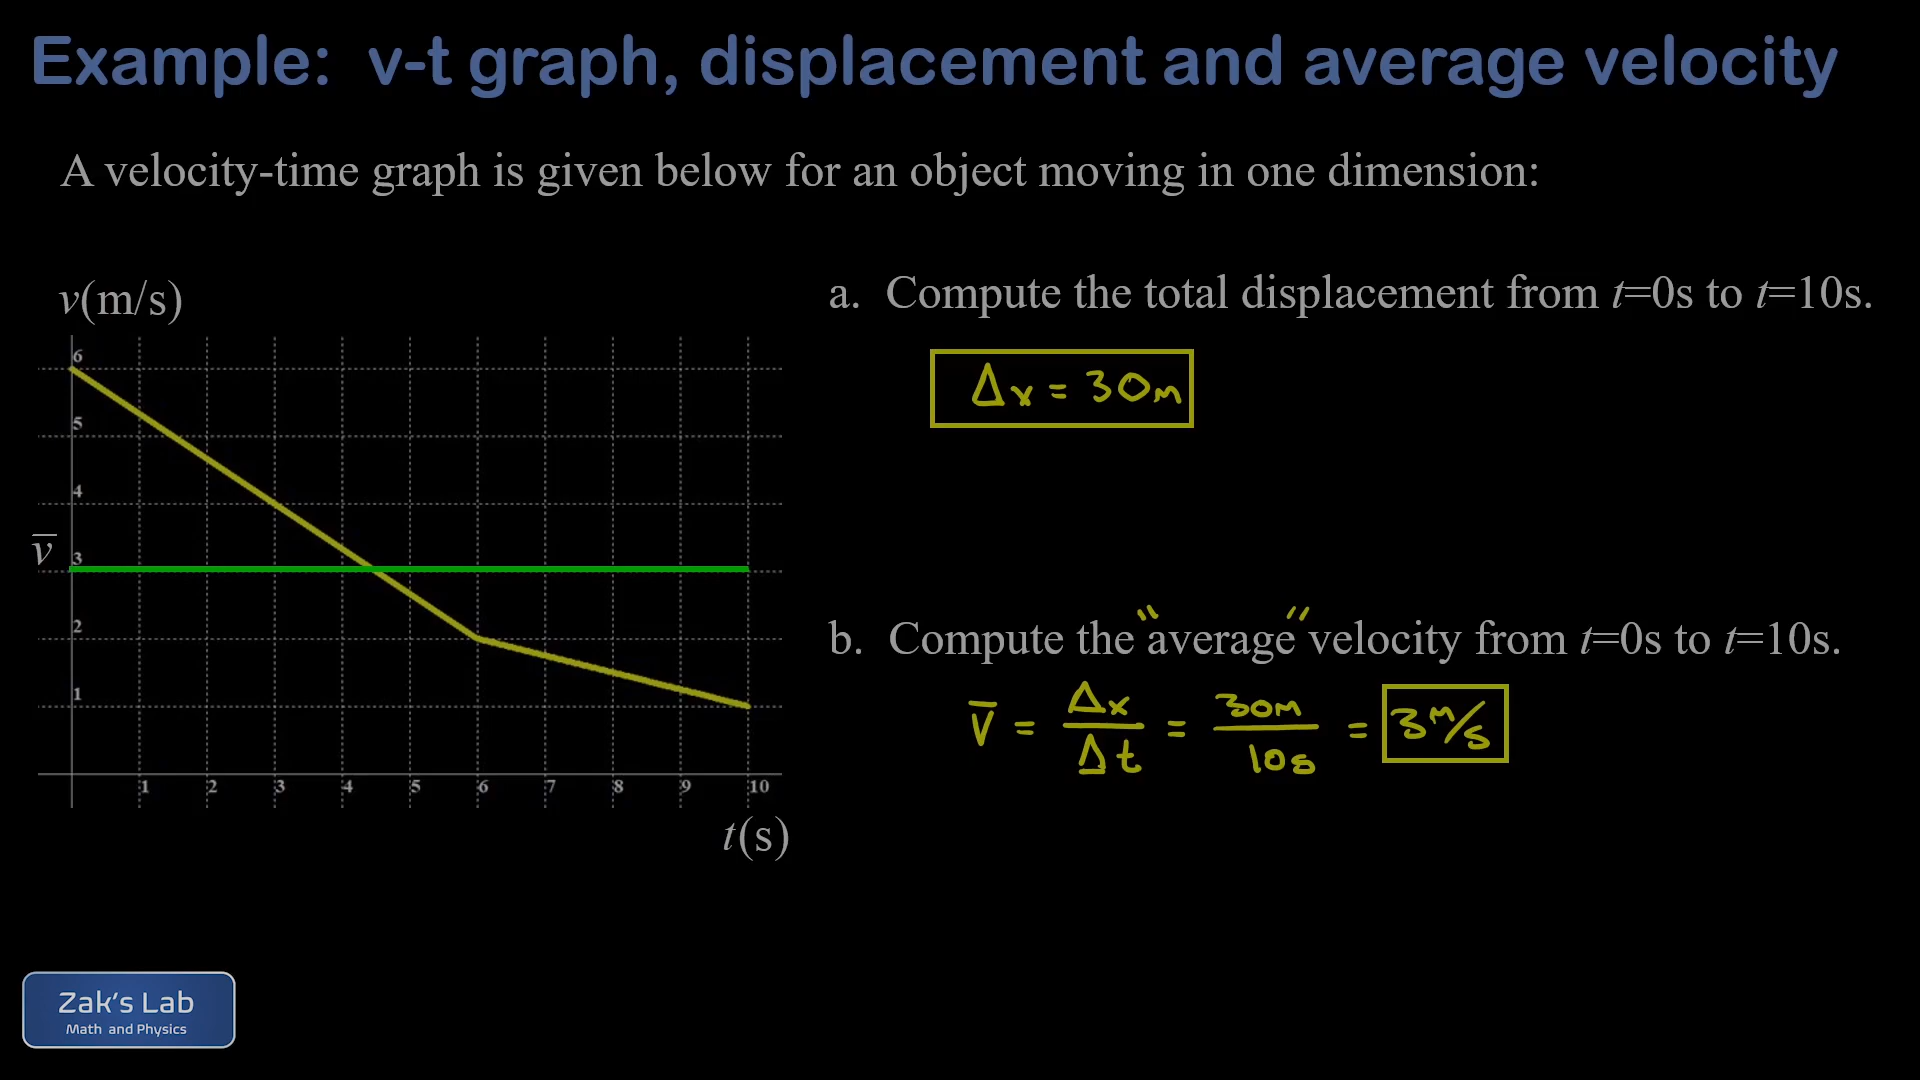 Example: v-t graph, displacement and average velocity
A velocity-time graph is given below for an object moving in one dimension:
v(m/s)
6
5
4
v̅
3
2
1
1 2 3 4 5 6 7 8 9 10
t(s)
a. Compute the total displacement from t=0s to t=10s.
Δx = 30m
b. Compute the "average" velocity from t=0s to t=10s.
v̅ = Δx/Δt = 30m/10s = 3 m/s
Zak's Lab
Math and Physics